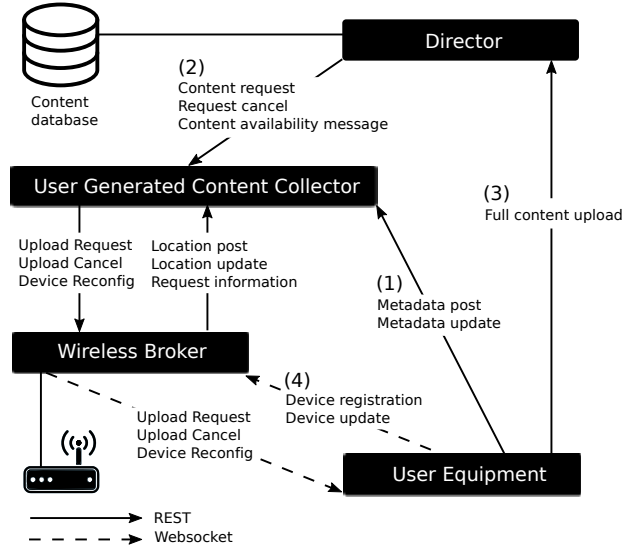 Director
Content
database
(2)
Content request
Request cancel
Content availability message
User Generated Content Collector
(3)
Full content upload
Upload Request
Upload Cancel
Device Reconfig
Location post
Location update
Request information
(1)
Metadata post
Metadata update
Wireless Broker
(4)
Device registration
Device update
Upload Request
Upload Cancel
Device Reconfig
User Equipment
REST
Websocket